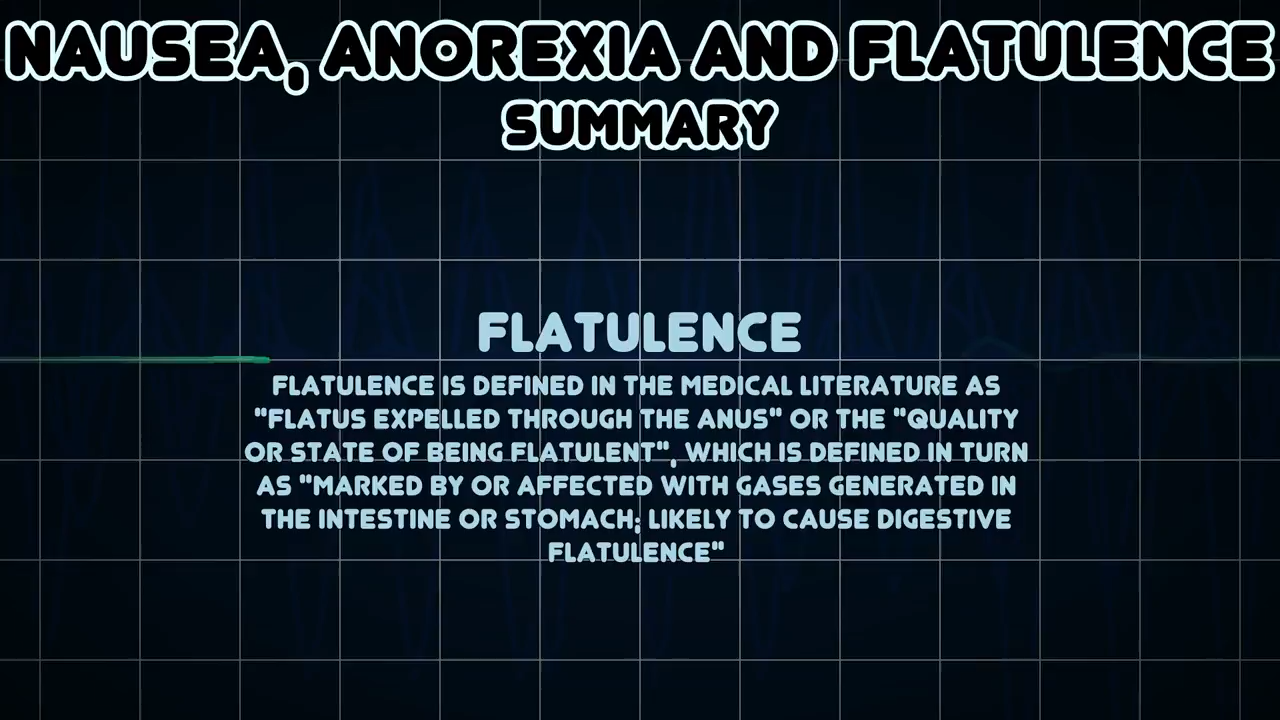 NAUSEA, ANOREXIA AND FLATULENCE
SUMMARY
FLATULENCE
FLATULENCE IS DEFINED IN THE MEDICAL LITERATURE AS
"FLATUS EXPELLED THROUGH THE ANUS" OR THE "QUALITY
OR STATE OF BEING FLATULENT", WHICH IS DEFINED IN TURN
AS "MARKED BY OR AFFECTED WITH GASES GENERATED IN
THE INTESTINE OR STOMACH; LIKELY TO CAUSE DIGESTIVE
FLATULENCE"